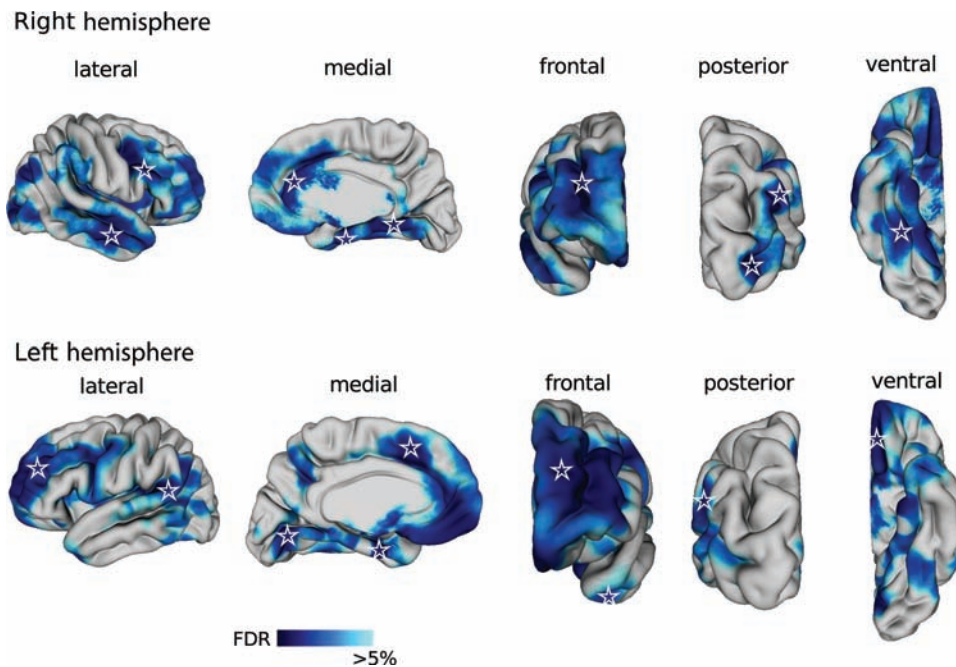 Right hemisphere
lateral medial frontal posterior ventral
Left hemisphere
lateral medial frontal posterior ventral
FDR
>5%